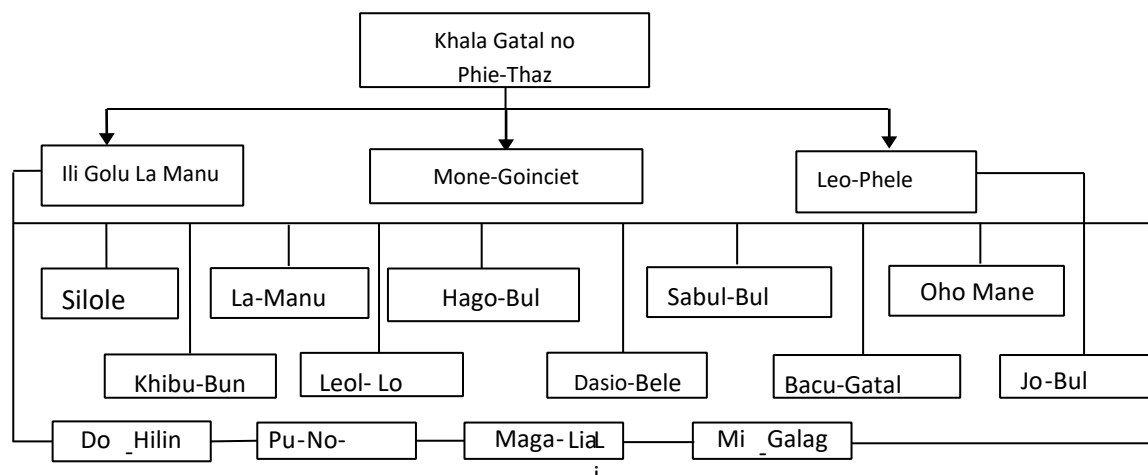 Khala Gatal no
Phie-Thaz
Ili Golu La Manu
Mone-Goinciet
Leo-Phele
Silole
La-Manu
Hago-Bul
Sabul-Bul
Oho Mane
Khibu-Bun
Leol- Lo
Dasio-Bele
Bacu-Gatal
Jo-Bul
Do _Hilin
Pu-No-
Maga- LiaLi
Mi _Galag